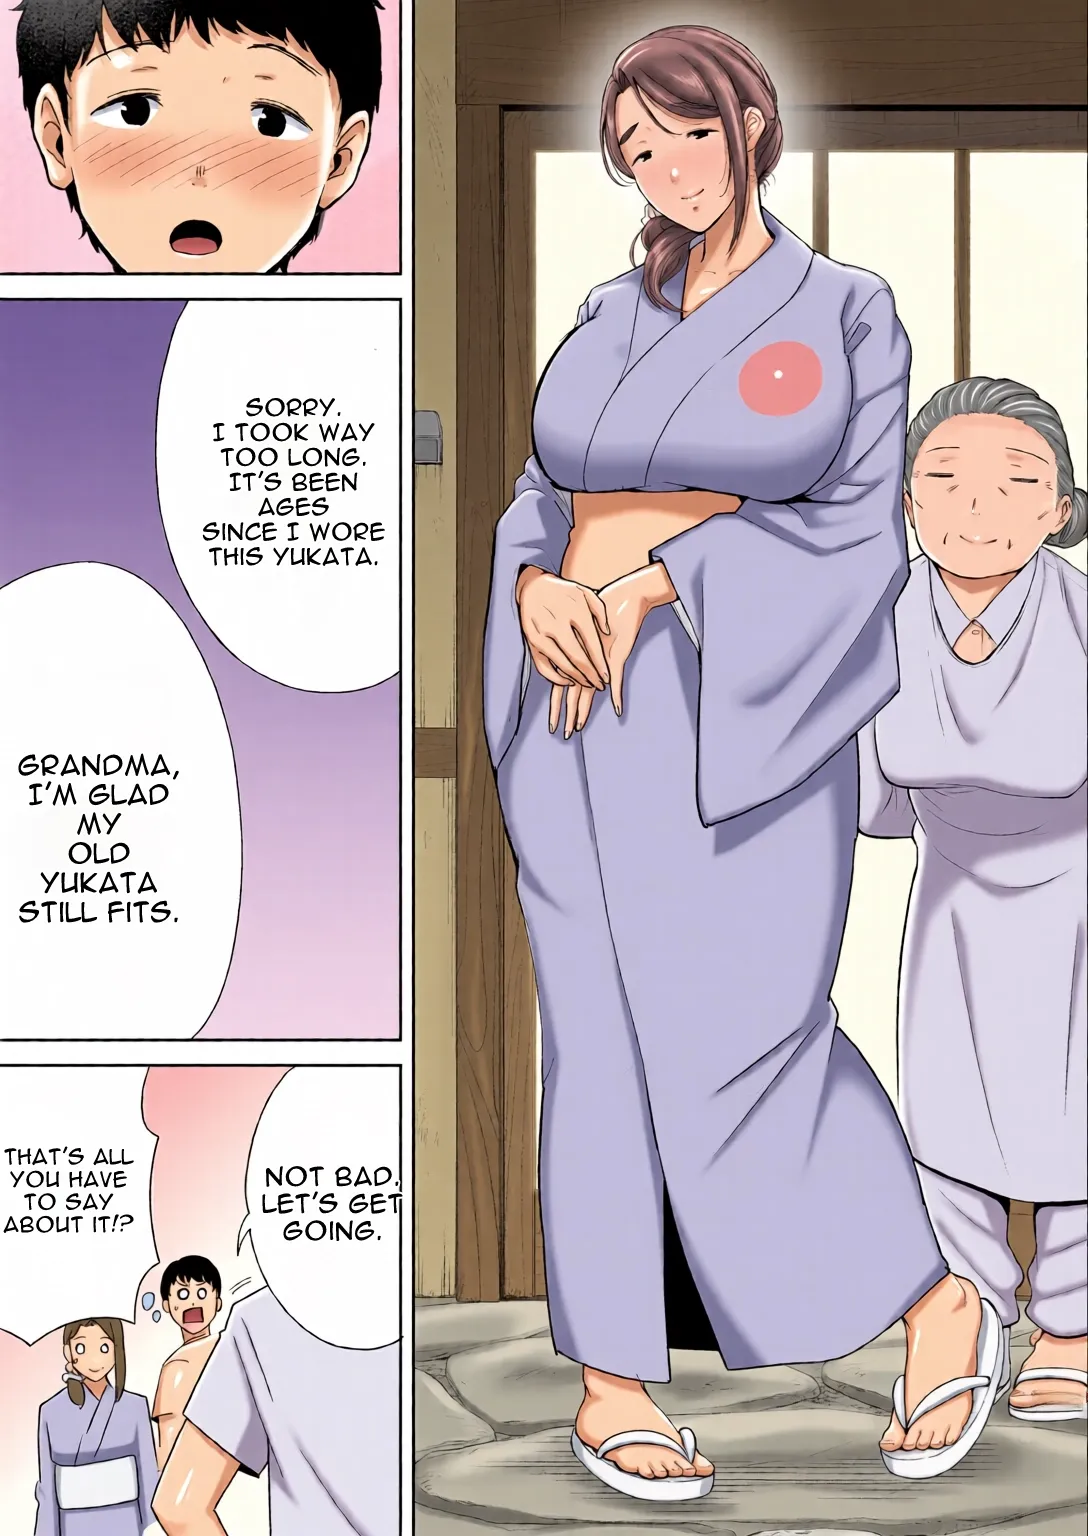 SORRY.
I TOOK WAY
TOO LONG.
IT'S BEEN
AGES
SINCE I WORE
THIS YUKATA.
GRANDMA,
I'M GLAD
MY
OLD
YUKATA
STILL FITS.
NOT BAD.
LET'S GET
GOING.
THAT'S ALL
YOU HAVE
TO SAY
ABOUT IT!?